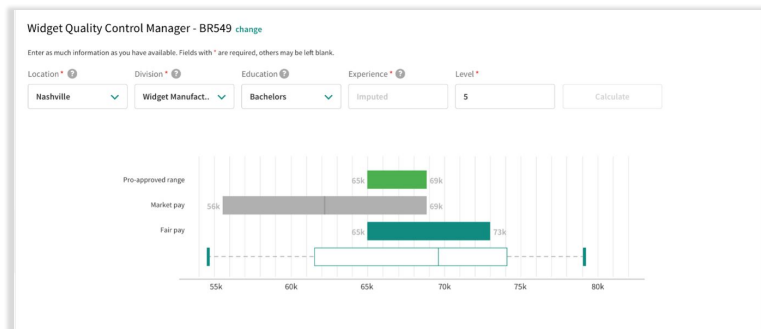 Widget Quality Control Manager - BR549 change
Enter as much information as you have available. Fields with * are required, others may be left blank.
Location * ? Division * ? Education ? Experience * ? Level *
Nashville Widget Manufact.. Bachelors Imputed 5 Calculate
Pro-approved range 65k 69k
Market pay 56k 69k
Fair pay 65k 73k
55k 60k 65k 70k 75k 80k